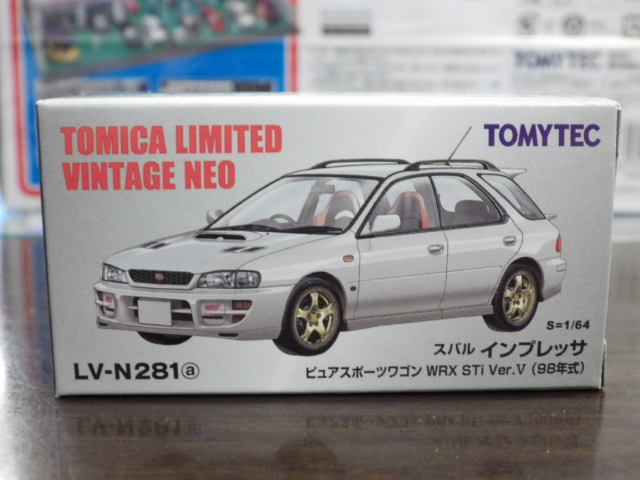 TOMYTEC
TOMICA LIMITED
VINTAGE NEO
TOMYTEC
S=1/64
スバル インプレッサ
LV-N281ⓐ
ピュアスポーツワゴン WRX STi Ver.V (98年式)